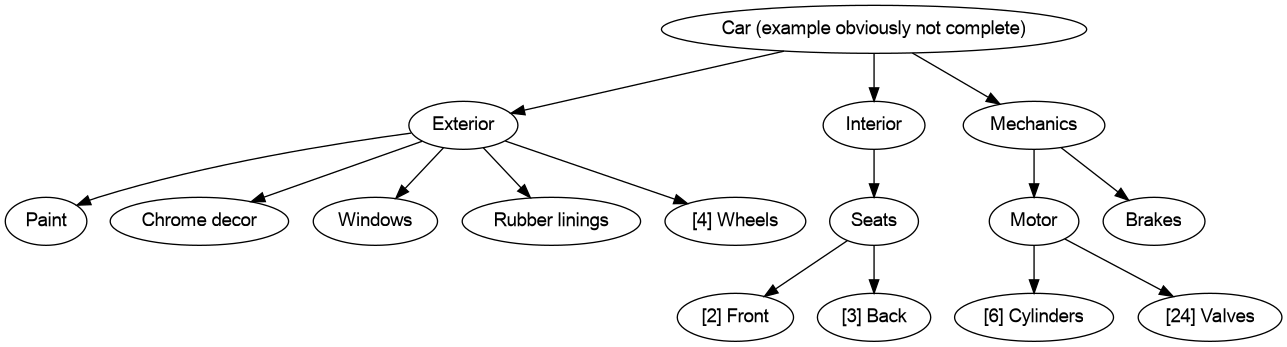 Car (example obviously not complete)
Exterior
Interior
Mechanics
Paint
Chrome decor
Windows
Rubber linings
[4] Wheels
Seats
Motor
Brakes
[2] Front
[3] Back
[6] Cylinders
[24] Valves